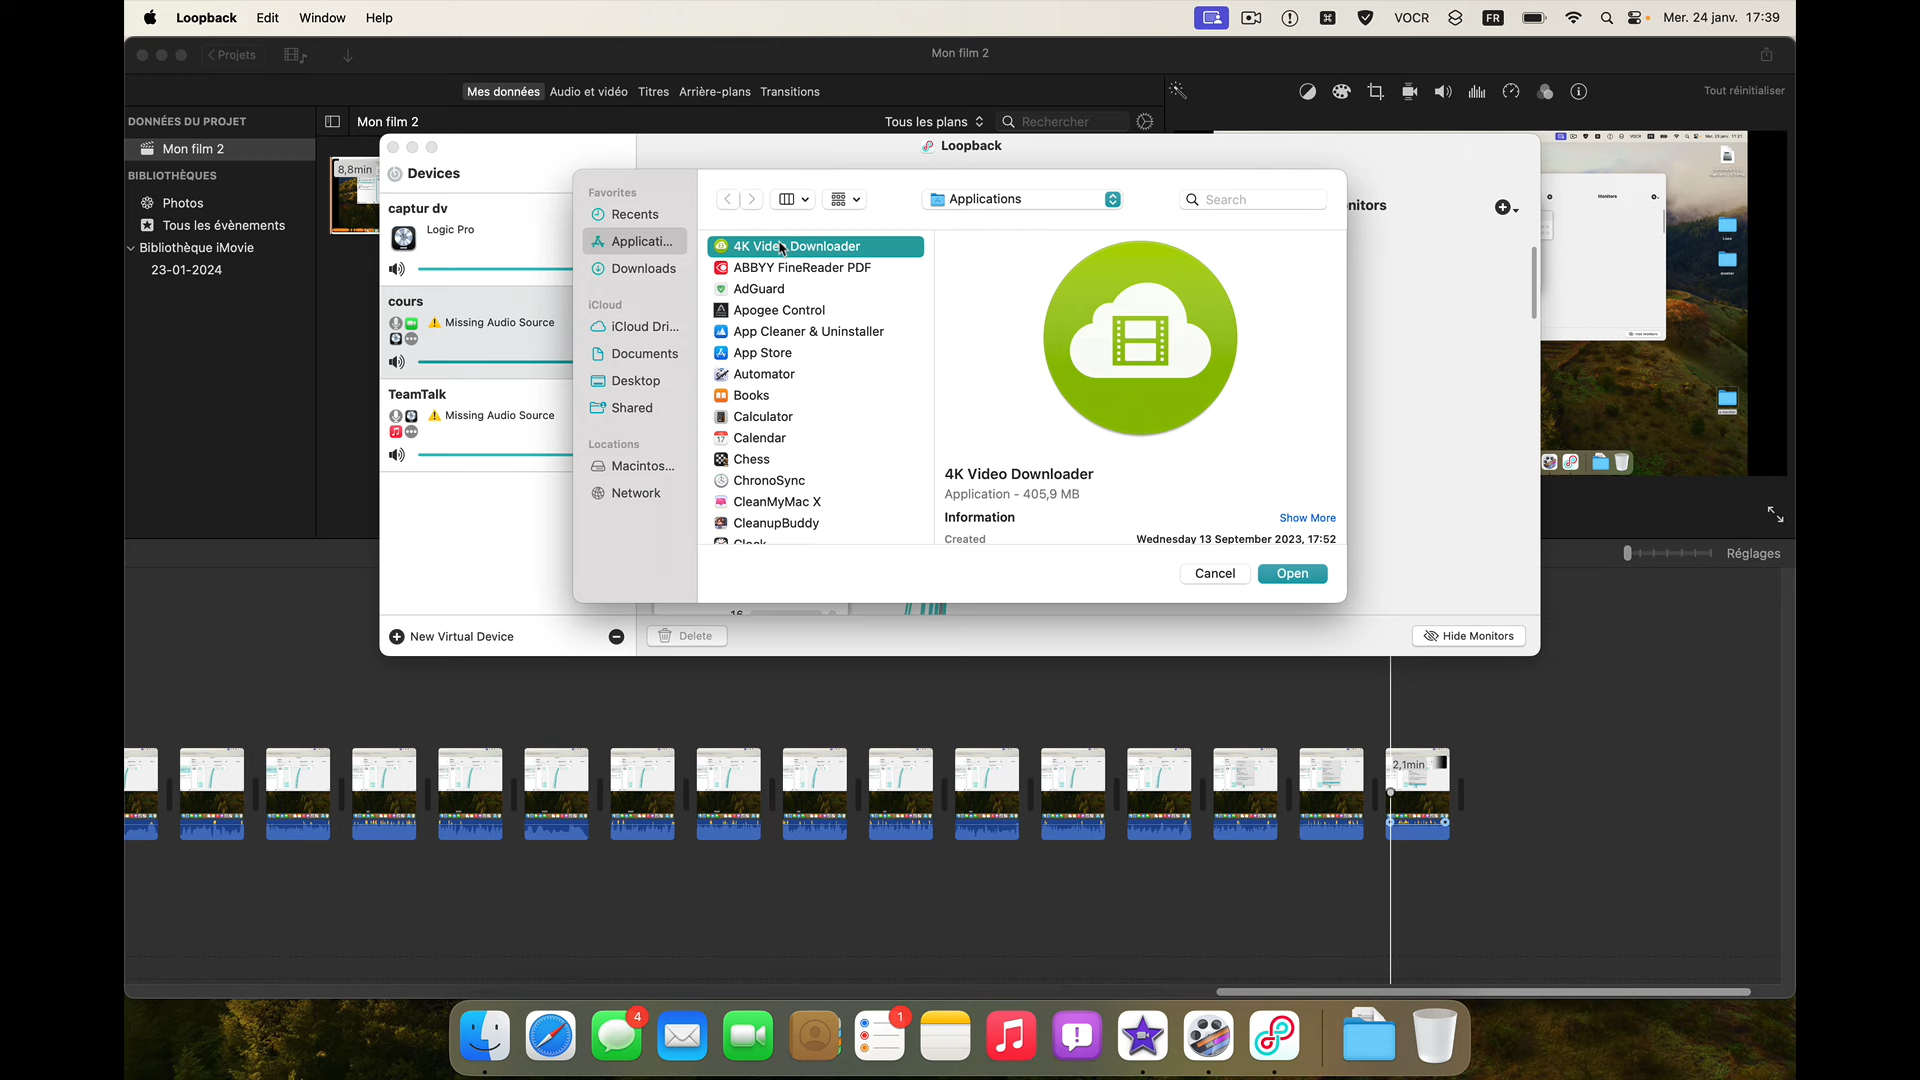 Loopback Edit Window Help
VOCR FR Mer. 24 janv. 17:39
Projets
Mon film 2
Mes données Audio et vidéo Titres Arrière-plans Transitions
Tout réinitialiser
DONNÉES DU PROJET
Mon film 2
Tous les plans
Rechercher
Mon film 2
BIBLIOTHÈQUES
Photos
Tous les évènements
Bibliothèque iMovie
23-01-2024
8,8min
Loopback
Devices
captur dv
Logic Pro
cours
Missing Audio Source
TeamTalk
Missing Audio Source
New Virtual Device
nitors
Favorites
Recents
Applicati...
Downloads
iCloud
iCloud Dri...
Documents
Desktop
Shared
Locations
Macintos...
Network
Applications
Search
4K Video Downloader
ABBYY FineReader PDF
AdGuard
Apogee Control
App Cleaner & Uninstaller
App Store
Automator
Books
Calculator
Calendar
Chess
ChronoSync
CleanMyMac X
CleanupBuddy
Clock
4K Video Downloader
Application - 405,9 MB
Information Show More
Created Wednesday 13 September 2023, 17:52
Cancel Open
16
Delete
Hide Monitors
Monitors
Réglages
2,1min
17
4
1